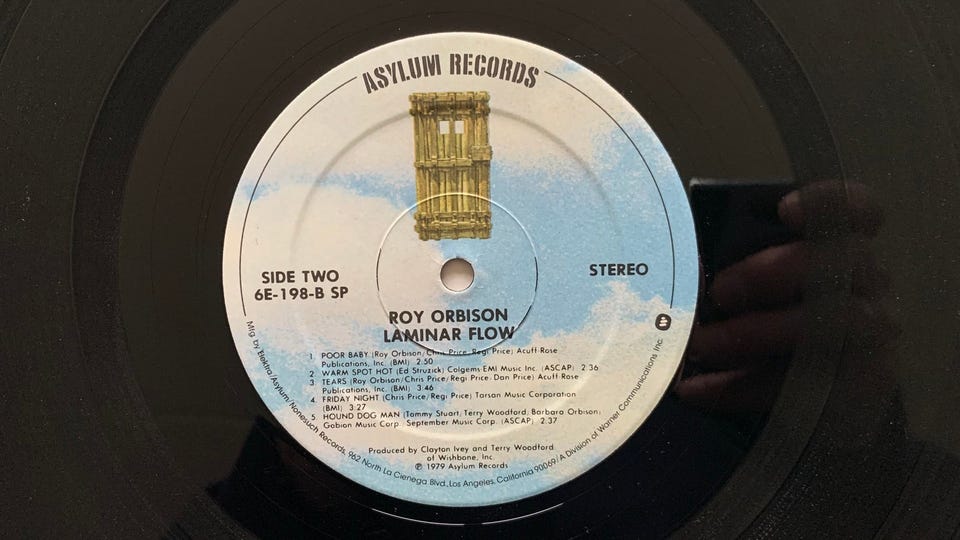 ASYLUM RECORDS
SIDE TWO
6E-198-B SP
STEREO
ROY ORBISON
LAMINAR FLOW
1. POOR BABY (Roy Orbison/Chris Price/Regi Price) Acuff-Rose
Publications, Inc. (BMI) 2:50
2. WARM SPOT HOT (Ed Struzick) Colgems-EMI Music Inc. (ASCAP) 2:36
3. TEARS (Roy Orbison/Chris Price/Regi Price/Dan Price) Acuff-Rose
Publications, Inc. (BMI) 3:46
4. FRIDAY NIGHT (Chris Price/Regi Price) Tarsan Music Corporation
(BMI) 3:27
5. HOUND DOG MAN (Tommy Stuart, Terry Woodford, Barbara Orbison)
Gabion Music Corp./September Music Corp. (ASCAP) 2:37
Produced by Clayton Ivey and Terry Woodford
of Wishbone, Inc.
℗ 1979 Asylum Records
Mfg. by Elektra/Asylum/Nonesuch Records, 962 North La Cienega Blvd., Los Angeles, California 90069/A Division of Warner Communications Inc.